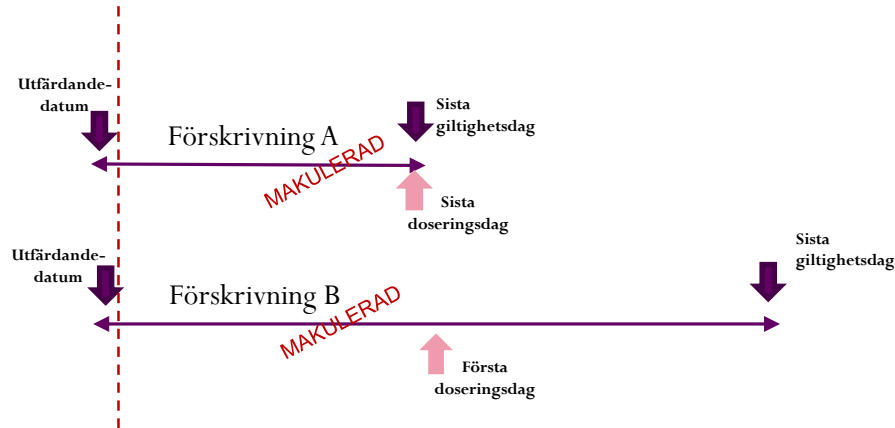 Utfärdande-
datum
Förskrivning A
Sista
giltighetsdag
MAKULERAD
Sista
doseringsdag
Utfärdande-
datum
Förskrivning B
Sista
giltighetsdag
MAKULERAD
Första
doseringsdag